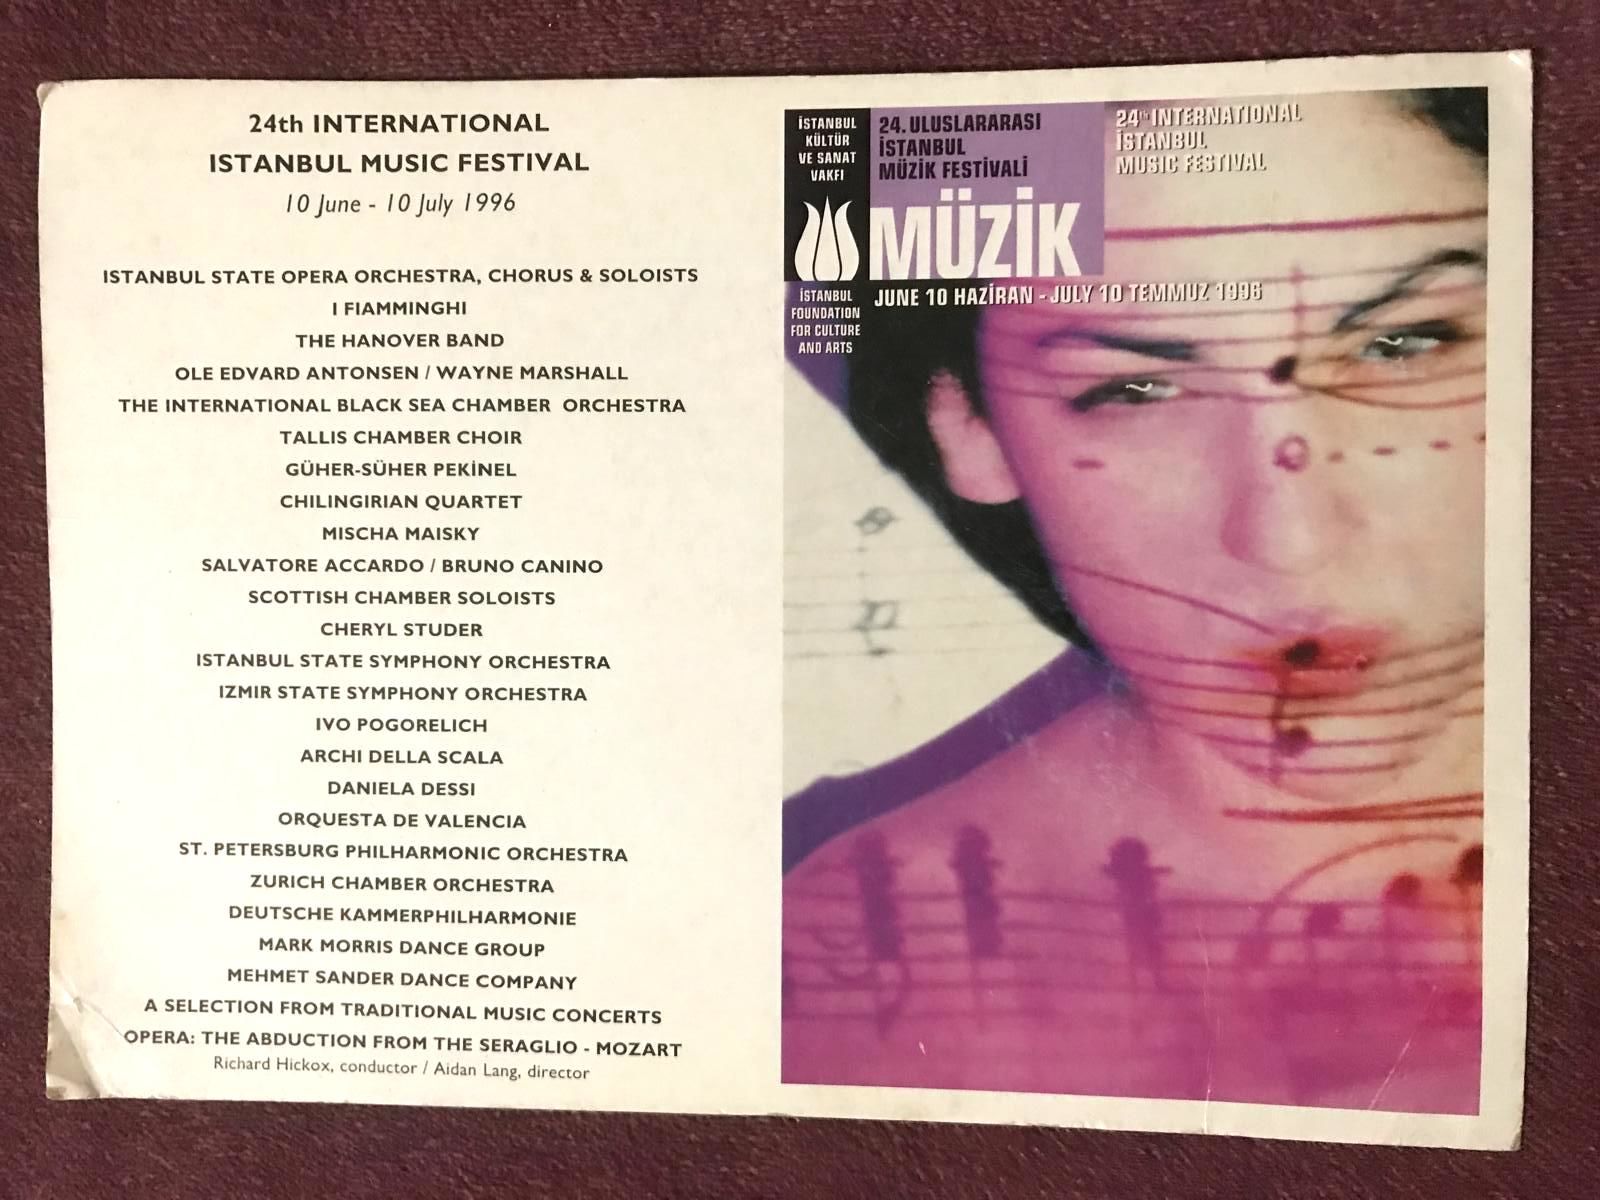 24th INTERNATIONAL
ISTANBUL MUSIC FESTIVAL
10 June - 10 July 1996
ISTANBUL STATE OPERA ORCHESTRA, CHORUS & SOLOISTS
I FIAMMINGHI
THE HANOVER BAND
OLE EDVARD ANTONSEN / WAYNE MARSHALL
THE INTERNATIONAL BLACK SEA CHAMBER ORCHESTRA
TALLIS CHAMBER CHOIR
GÜHER-SÜHER PEKİNEL
CHILINGIRIAN QUARTET
MISCHA MAISKY
SALVATORE ACCARDO / BRUNO CANINO
SCOTTISH CHAMBER SOLOISTS
CHERYL STUDER
ISTANBUL STATE SYMPHONY ORCHESTRA
IZMIR STATE SYMPHONY ORCHESTRA
IVO POGORELICH
ARCHI DELLA SCALA
DANIELA DESSI
ORQUESTA DE VALENCIA
ST. PETERSBURG PHILHARMONIC ORCHESTRA
ZURICH CHAMBER ORCHESTRA
DEUTSCHE KAMMERPHILHARMONIE
MARK MORRIS DANCE GROUP
MEHMET SANDER DANCE COMPANY
A SELECTION FROM TRADITIONAL MUSIC CONCERTS
OPERA: THE ABDUCTION FROM THE SERAGLIO - MOZART
Richard Hickox, conductor / Aidan Lang, director
İSTANBUL
KÜLTÜR
VE SANAT
VAKFI
24. ULUSLARARASI
İSTANBUL
MÜZİK FESTİVALİ
MÜZİK
24th INTERNATIONAL
İSTANBUL
MUSIC FESTIVAL
JUNE 10 HAZİRAN - JULY 10 TEMMUZ 1996
İSTANBUL
FOUNDATION
FOR CULTURE
AND ARTS